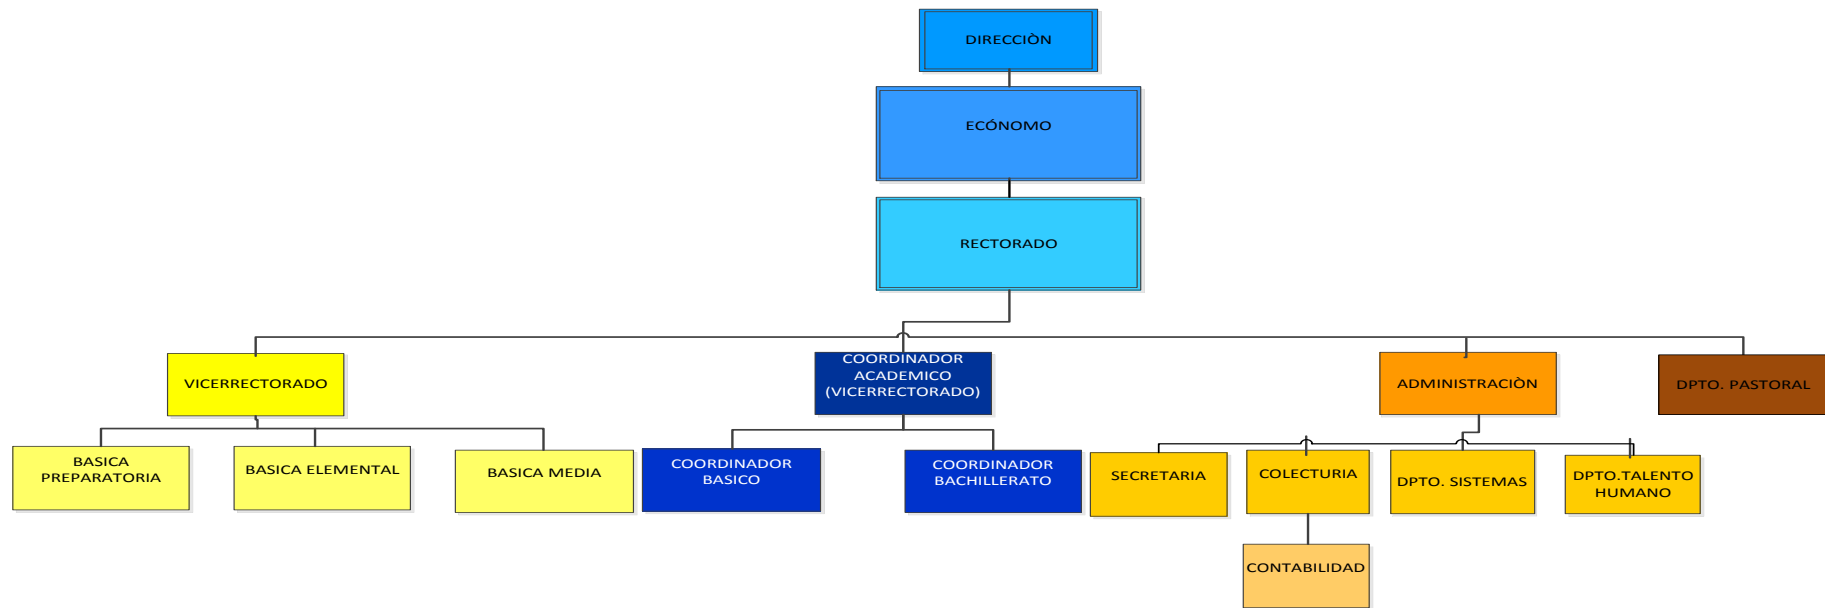 DIRECCIÒN
ECÓNOMO
RECTORADO
VICERRECTORADO
COORDINADOR
ACADEMICO
(VICERRECTORADO)
ADMINISTRACIÒN
DPTO. PASTORAL
BASICA
PREPARATORIA
BASICA ELEMENTAL
BASICA MEDIA
COORDINADOR
BASICO
COORDINADOR
BACHILLERATO
SECRETARIA
COLECTURIA
DPTO. SISTEMAS
DPTO.TALENTO
HUMANO
CONTABILIDAD